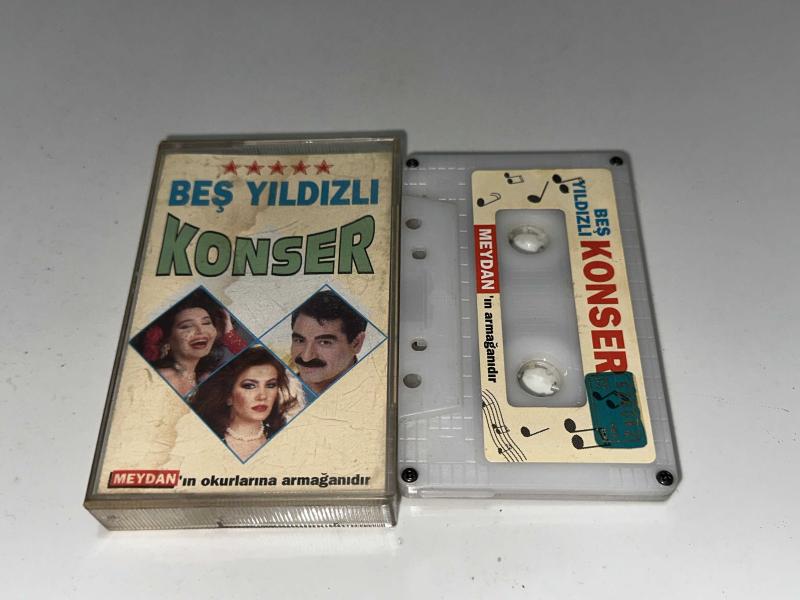 BEŞ YILDIZLI
KONSER
MEYDAN'ın okurlarına armağanıdır
BEŞ
YILDIZLI
KONSER
MEYDAN'ın armağanıdır